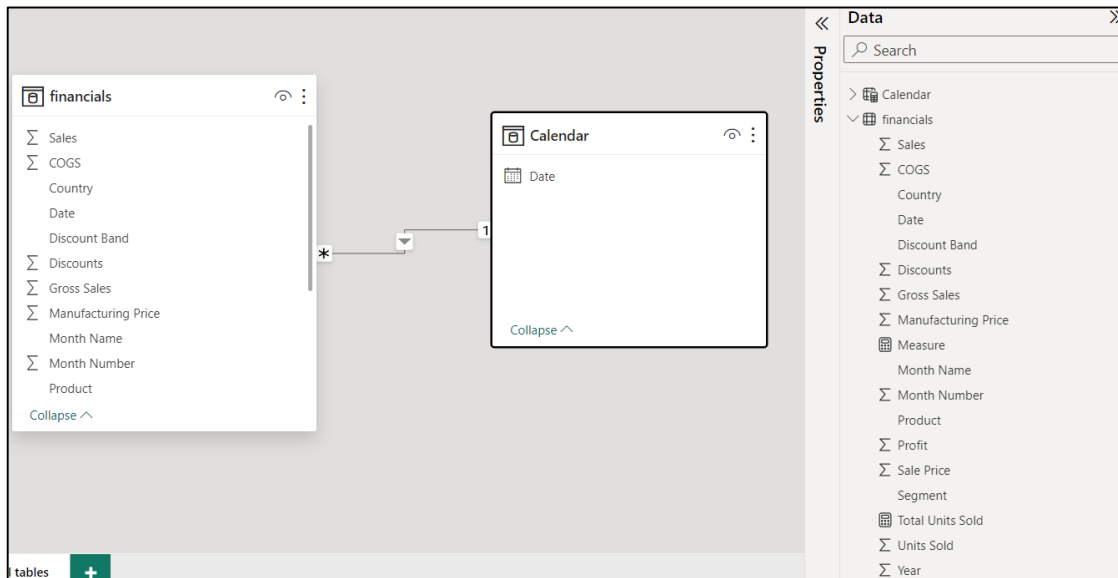 financials
Sales
COGS
Country
Date
Discount Band
Discounts
Gross Sales
Manufacturing Price
Month Name
Month Number
Product
Collapse
*
1
Calendar
Date
Collapse
tables
+
Properties
Data
Search
Calendar
financials
Sales
COGS
Country
Date
Discount Band
Discounts
Gross Sales
Manufacturing Price
Measure
Month Name
Month Number
Product
Profit
Sale Price
Segment
Total Units Sold
Units Sold
Year